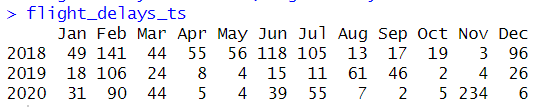 > flight_delays_ts
Jan Feb Mar Apr May Jun Jul Aug Sep Oct Nov Dec
2018 49 141 44 55 56 118 105 13 17 19 3 96
2019 18 106 24 8 4 15 11 61 46 2 4 26
2020 31 90 44 5 4 39 55 7 2 5 234 6